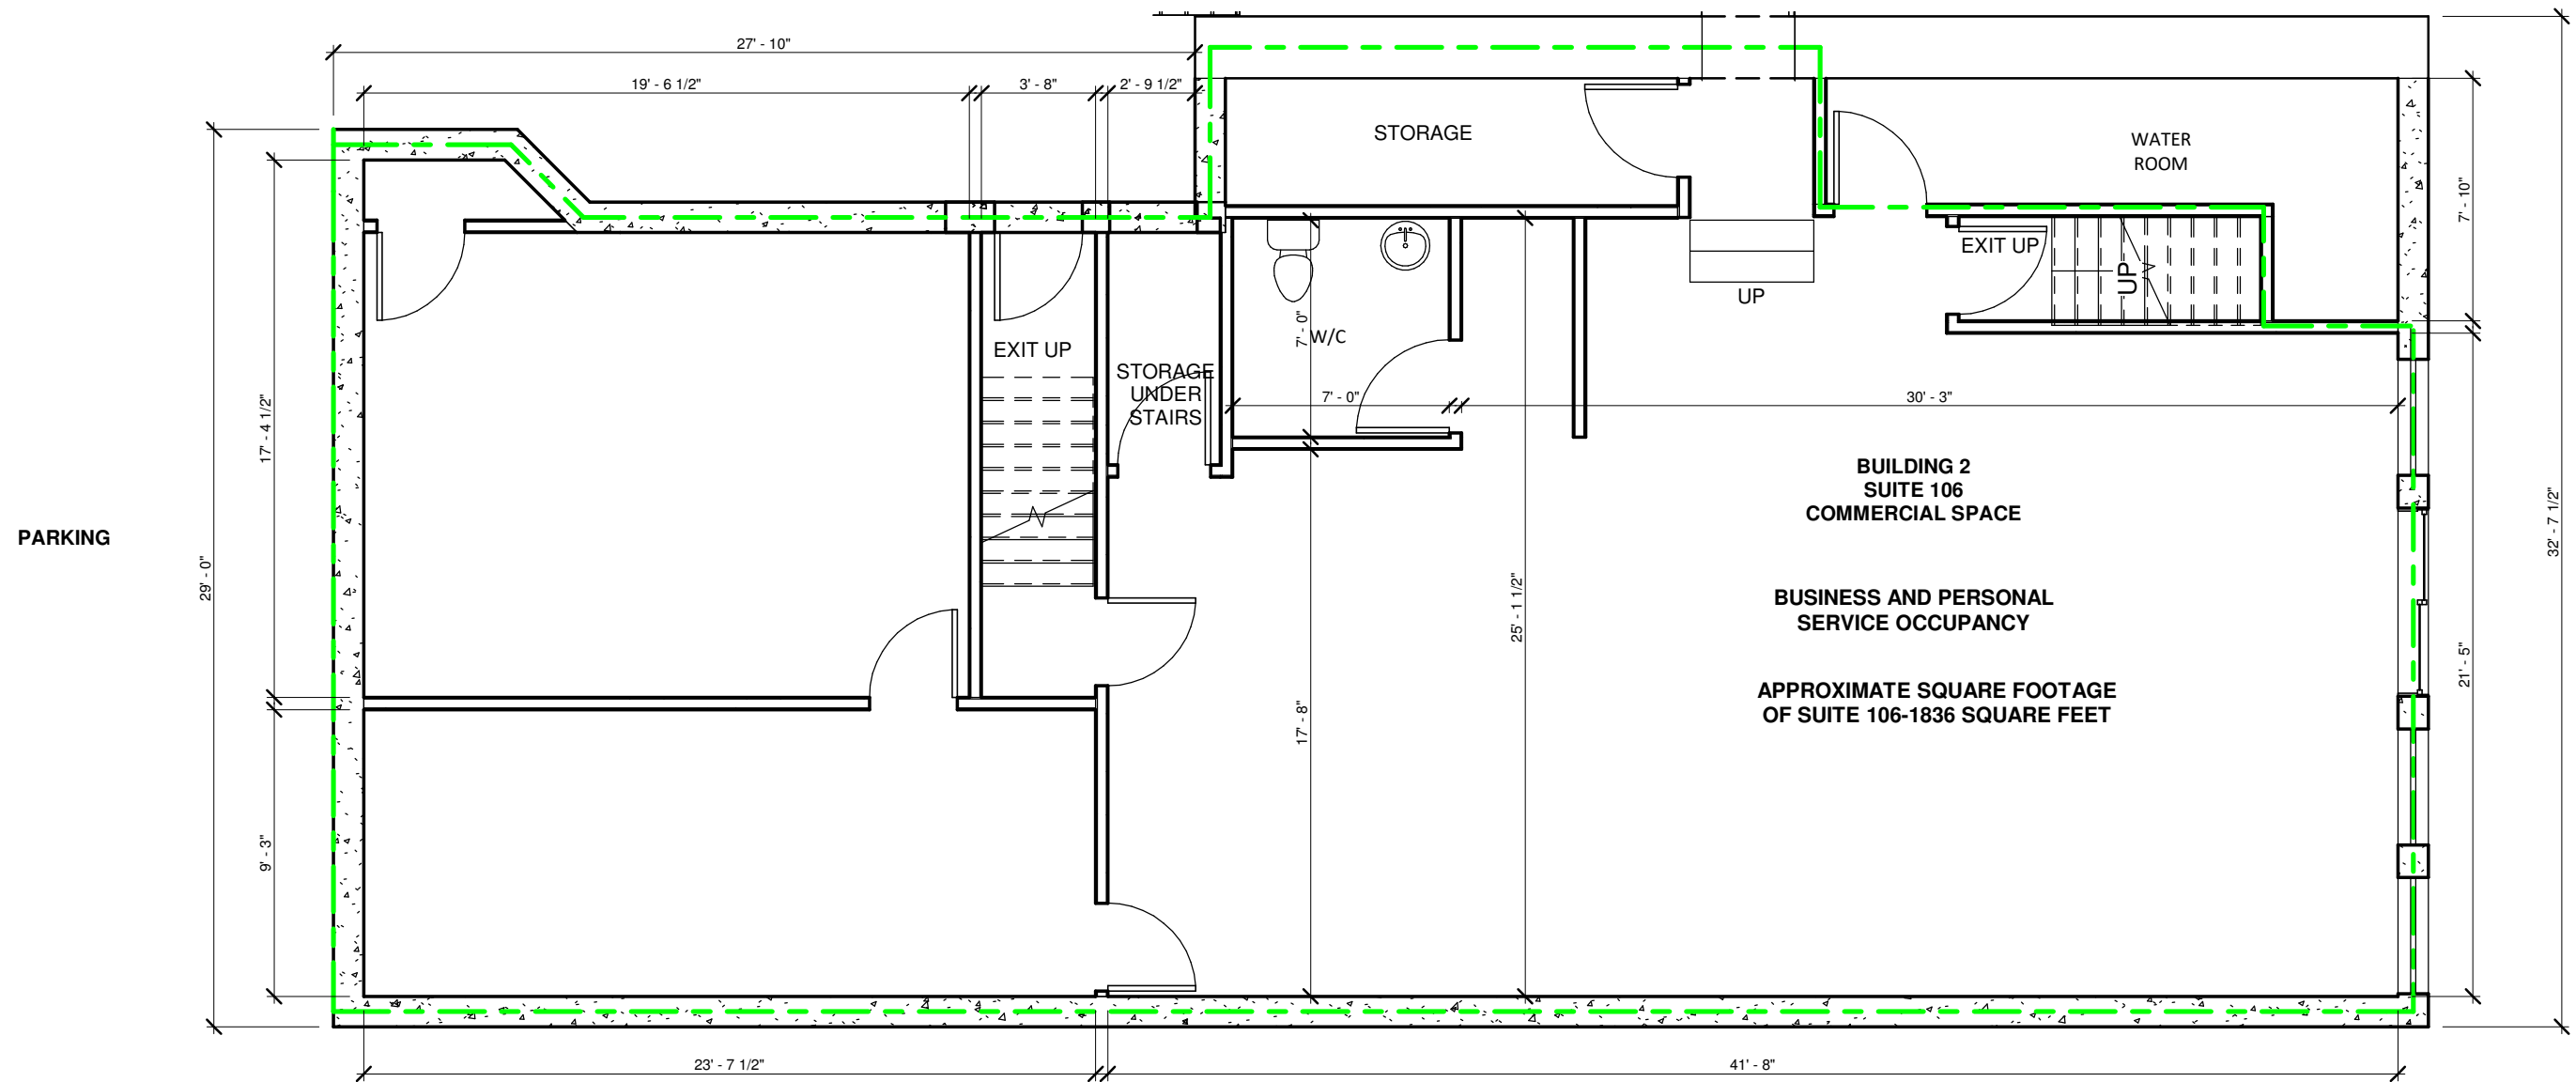 27' - 10"
19' - 6 1/2"
3' - 8"
2' - 9 1/2"
STORAGE
WATER
ROOM
7' - 10"
EXIT UP
UP
UP
7' - 0"
W/C
EXIT UP
STORAGE
UNDER
STAIRS
7' - 0"
30' - 3"
17' - 4 1/2"
BUILDING 2
SUITE 106
COMMERCIAL SPACE
32' - 7 1/2"
PARKING
29' - 0"
25' - 1 1/2"
BUSINESS AND PERSONAL
SERVICE OCCUPANCY
21' - 5"
APPROXIMATE SQUARE FOOTAGE
OF SUITE 106-1836 SQUARE FEET
17' - 8"
9' - 3"
23' - 7 1/2"
41' - 8"